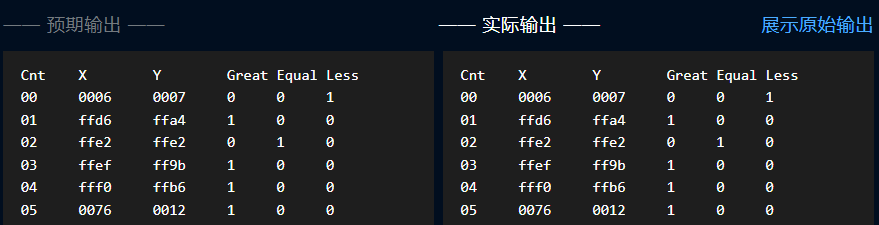 —— 预期输出 —— —— 实际输出 —— 展示原始输出
Cnt X Y Great Equal Less Cnt X Y Great Equal Less
00 0006 0007 0 0 1 00 0006 0007 0 0 1
01 ffd6 ffa4 1 0 0 01 ffd6 ffa4 1 0 0
02 ffe2 ffe2 0 1 0 02 ffe2 ffe2 0 1 0
03 ffef ff9b 1 0 0 03 ffef ff9b 1 0 0
04 fff0 ffb6 1 0 0 04 fff0 ffb6 1 0 0
05 0076 0012 1 0 0 05 0076 0012 1 0 0